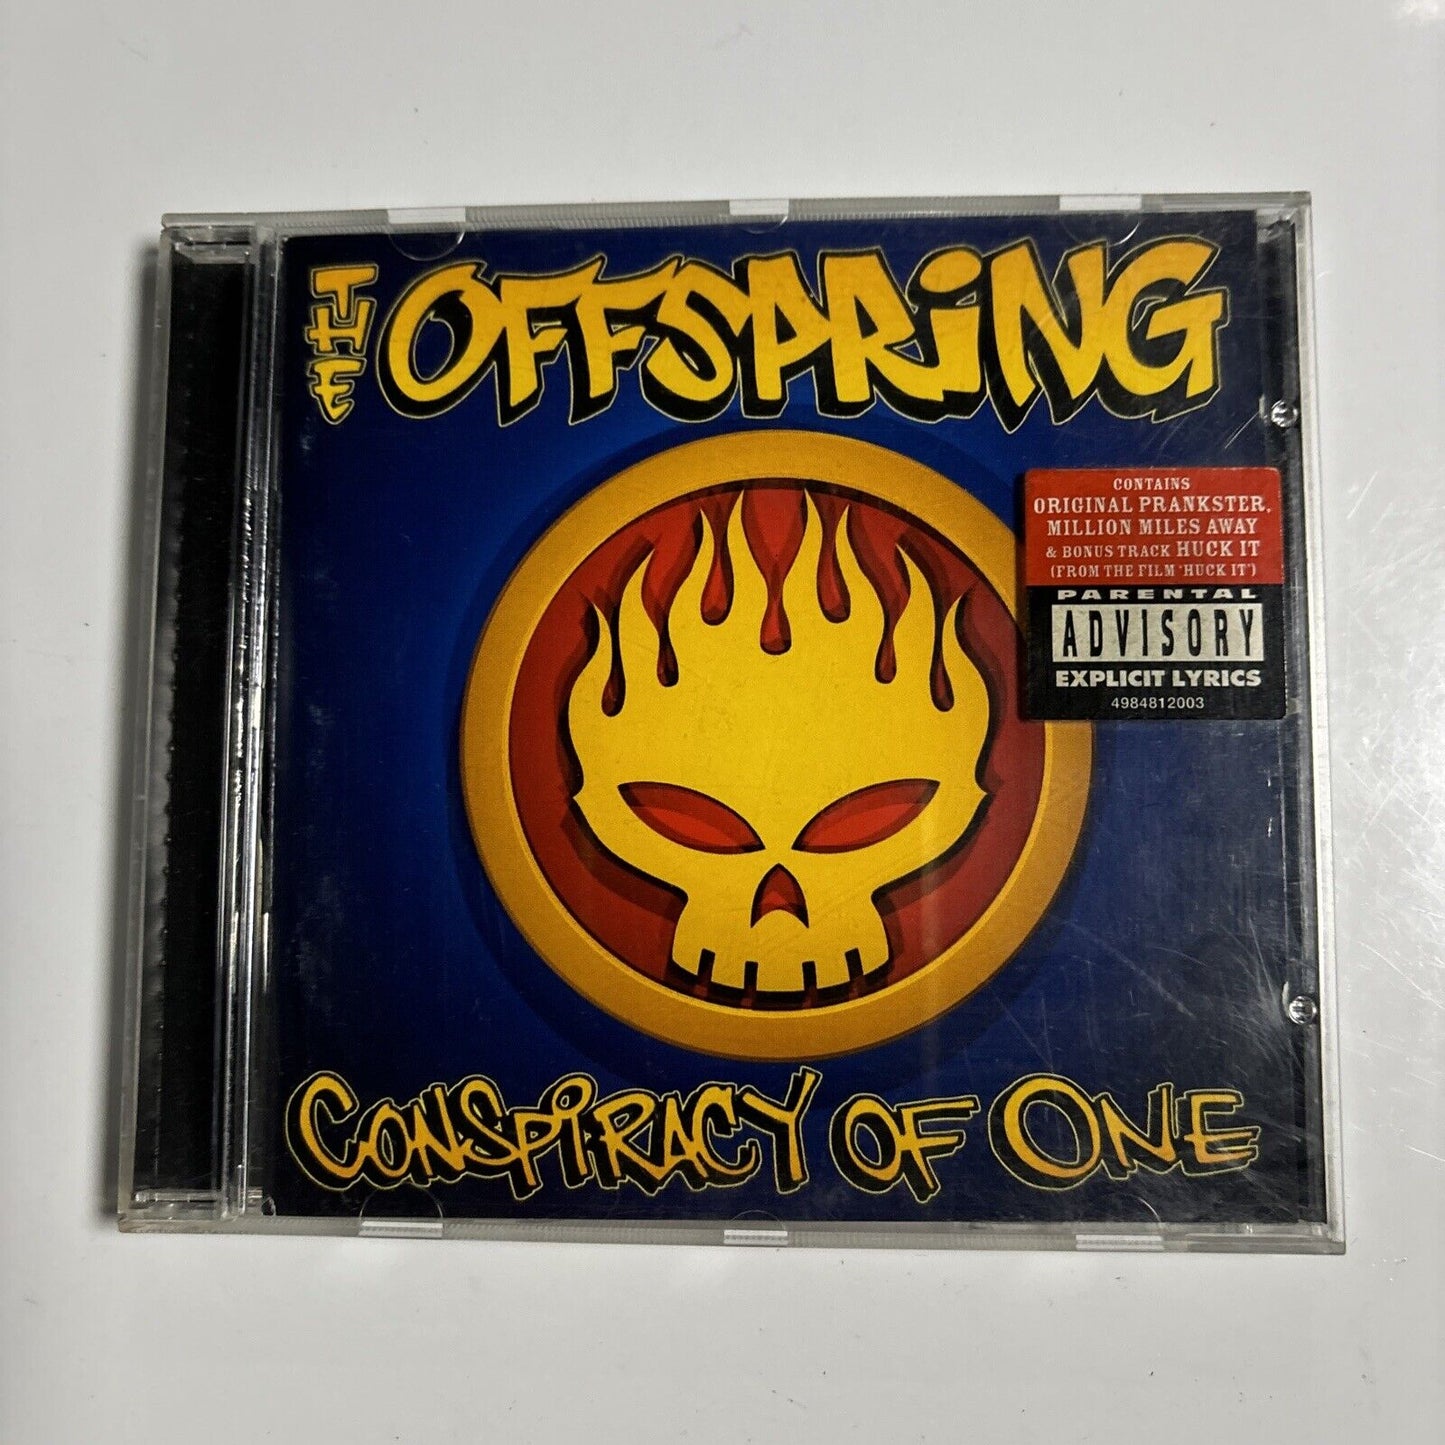 THE OFFSPRING
CONTAINS
ORIGINAL PRANKSTER,
MILLION MILES AWAY
& BONUS TRACK HUCK IT
(FROM THE FILM 'HUCK IT')
PARENTAL
ADVISORY
EXPLICIT LYRICS
4984812003
CONSPIRACY OF ONE